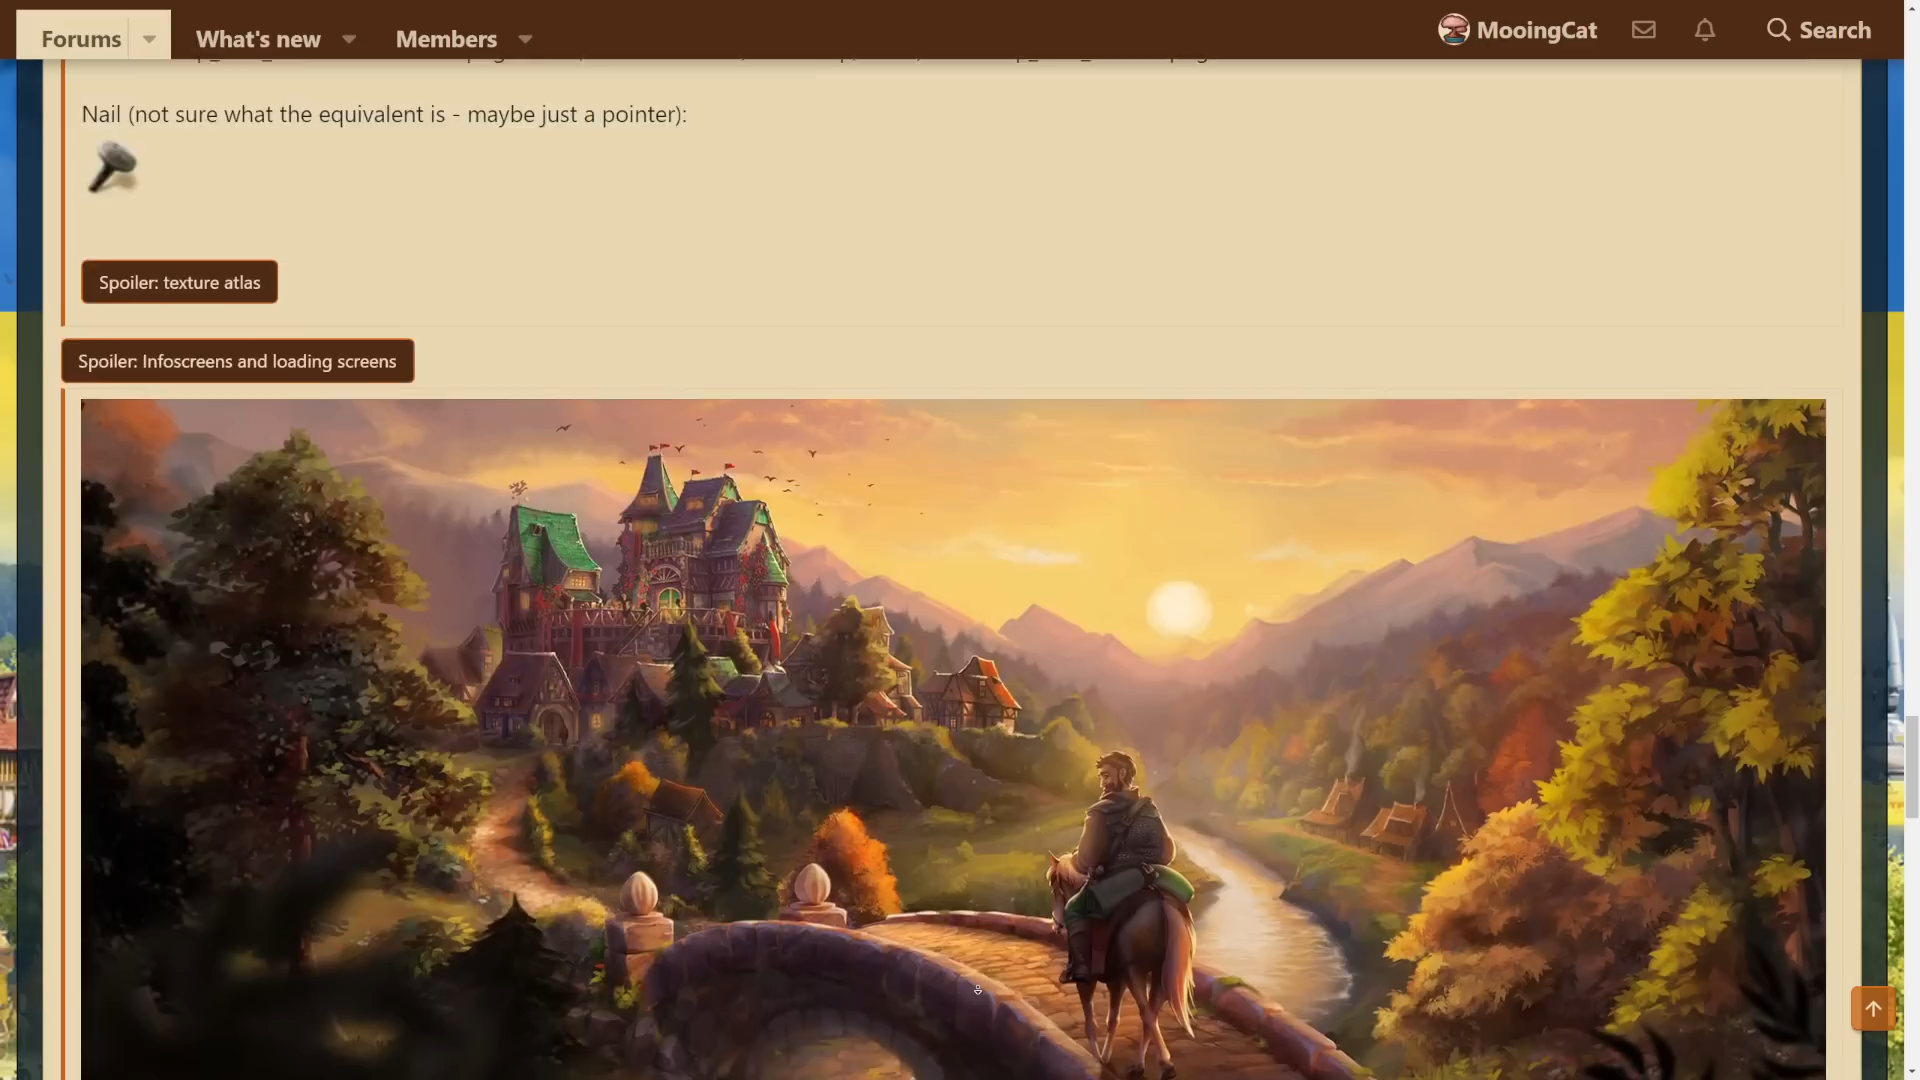 Forums
What's new
Members
MooingCat
Search
Nail (not sure what the equivalent is - maybe just a pointer):
Spoiler: texture atlas
Spoiler: Infoscreens and loading screens